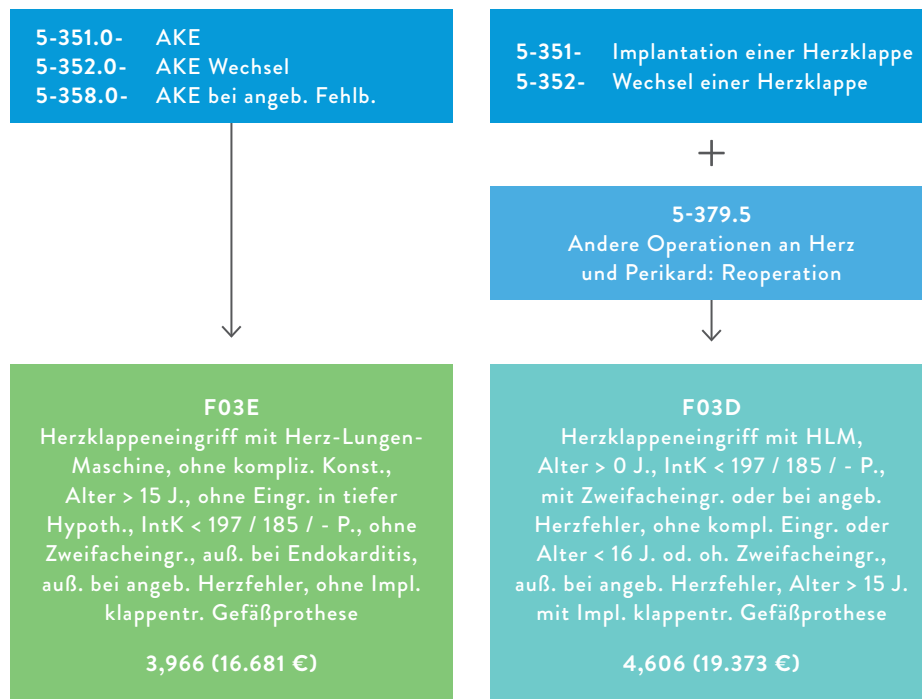 5-351.0- AKE
5-352.0- AKE Wechsel
5-358.0- AKE bei angeb. Fehlb.
F03E
Herzklappeneingriff mit Herz-Lungen-
Maschine, ohne kompliz. Konst.,
Alter > 15 J., ohne Eingr. in tiefer
Hypoth., IntK < 197 / 185 / - P., ohne
Zweifacheingr., auß. bei Endokarditis,
auß. bei angeb. Herzfehler, ohne Impl.
klappentr. Gefäßprothese
3,966 (16.681 €)
5-351- Implantation einer Herzklappe
5-352- Wechsel einer Herzklappe
+
5-379.5
Andere Operationen an Herz
und Perikard: Reoperation
F03D
Herzklappeneingriff mit HLM,
Alter > 0 J., IntK < 197 / 185 / - P.,
mit Zweifacheingr. oder bei angeb.
Herzfehler, ohne kompl. Eingr. oder
Alter < 16 J. od. oh. Zweifacheingr.,
auß. bei angeb. Herzfehler, Alter > 15 J.
mit Impl. klappentr. Gefäßprothese
4,606 (19.373 €)